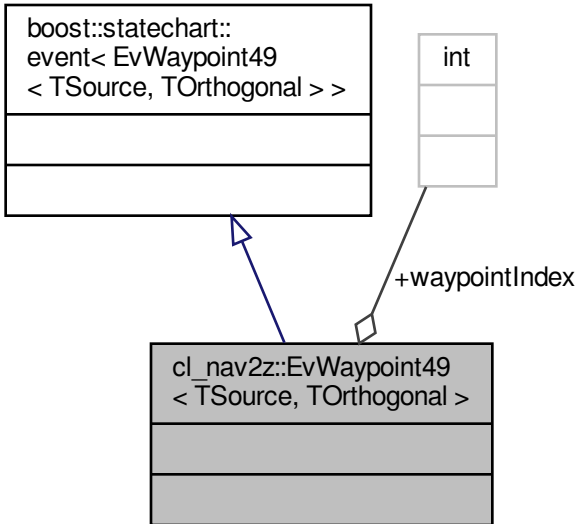 boost::statechart::
event< EvWaypoint49
< TSource, TOrthogonal > >
int
+waypointIndex
cl_nav2z::EvWaypoint49
< TSource, TOrthogonal >